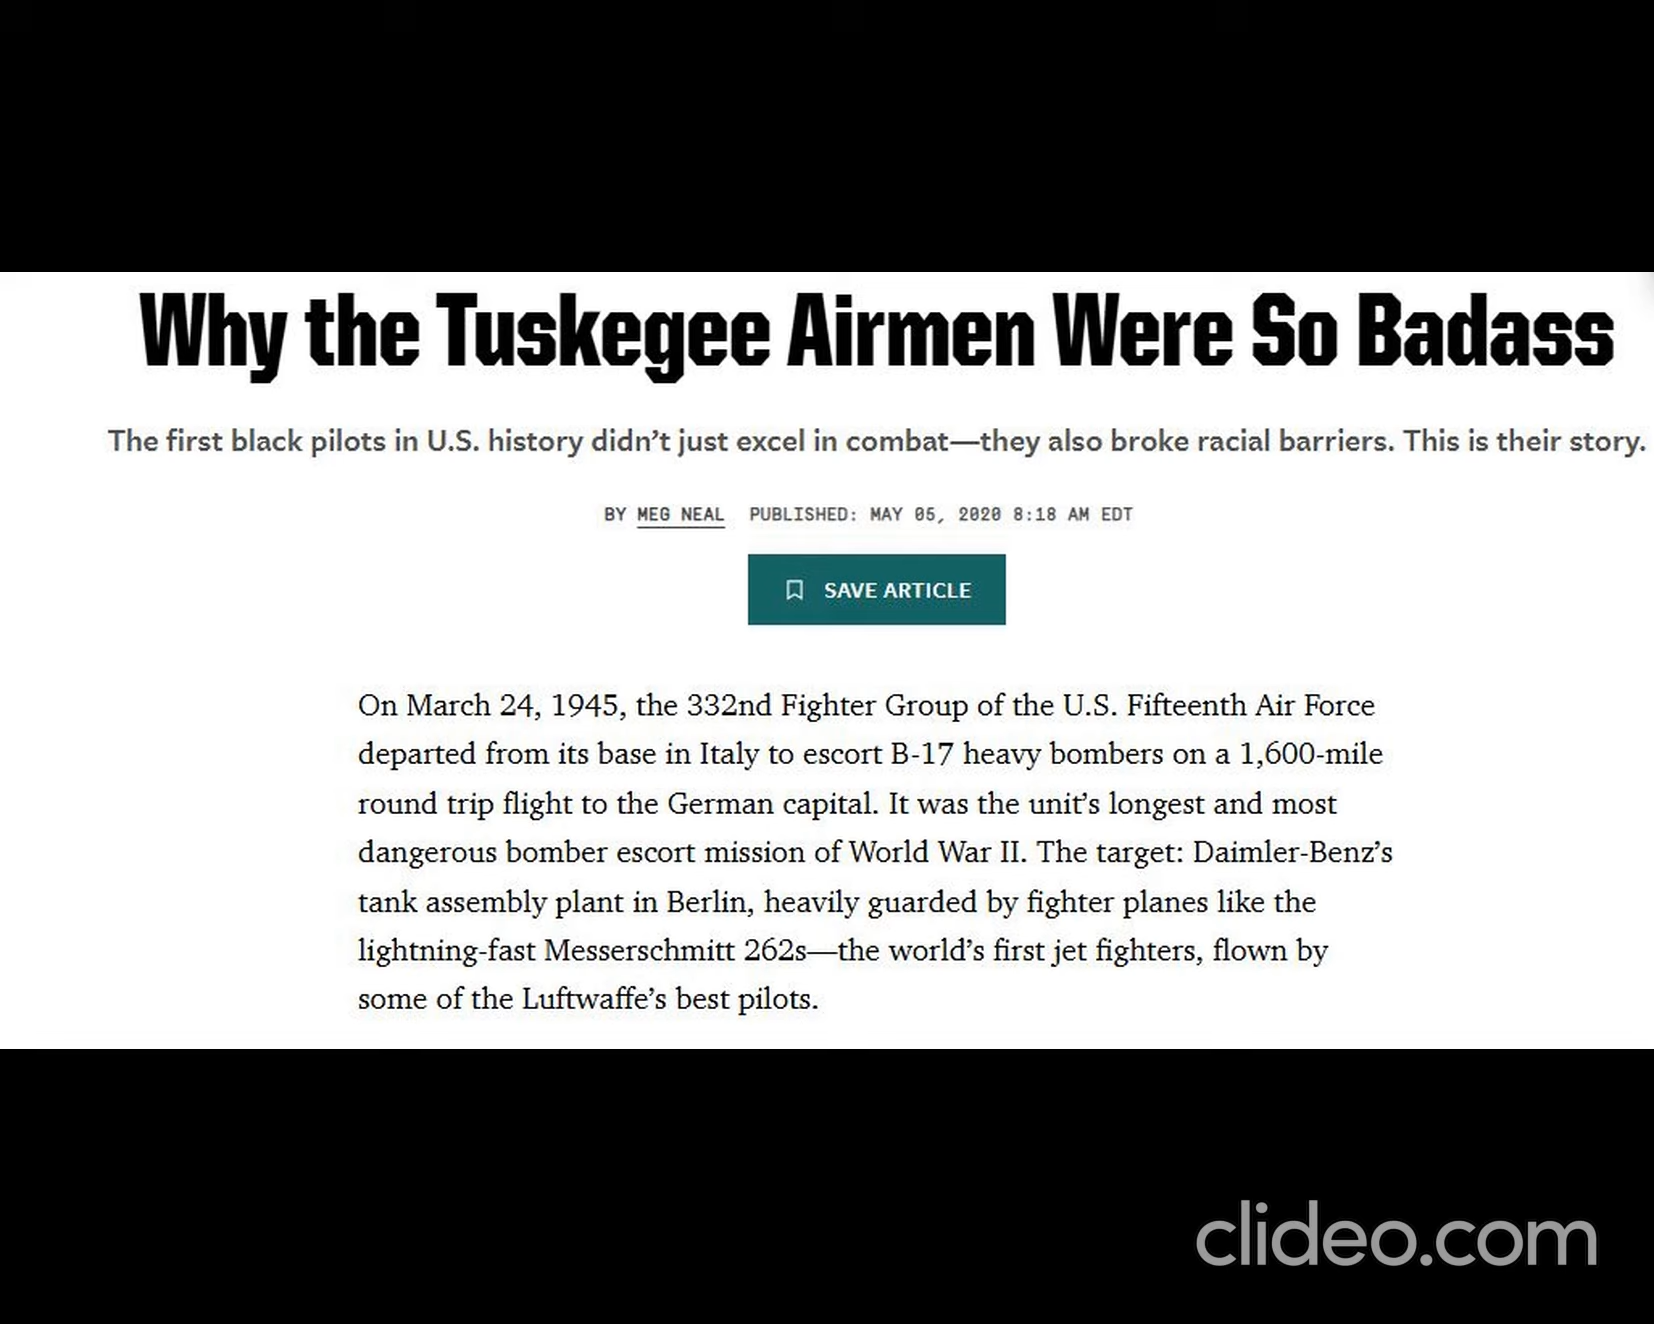 Why the Tuskegee Airmen Were So Badass
The first black pilots in U.S. history didn’t just excel in combat—they also broke racial barriers. This is their story.
BY MEG NEAL PUBLISHED: MAY 05, 2020 8:18 AM EDT
SAVE ARTICLE
On March 24, 1945, the 332nd Fighter Group of the U.S. Fifteenth Air Force
departed from its base in Italy to escort B-17 heavy bombers on a 1,600-mile
round trip flight to the German capital. It was the unit’s longest and most
dangerous bomber escort mission of World War II. The target: Daimler-Benz’s
tank assembly plant in Berlin, heavily guarded by fighter planes like the
lightning-fast Messerschmitt 262s—the world’s first jet fighters, flown by
some of the Luftwaffe’s best pilots.
clideo.com